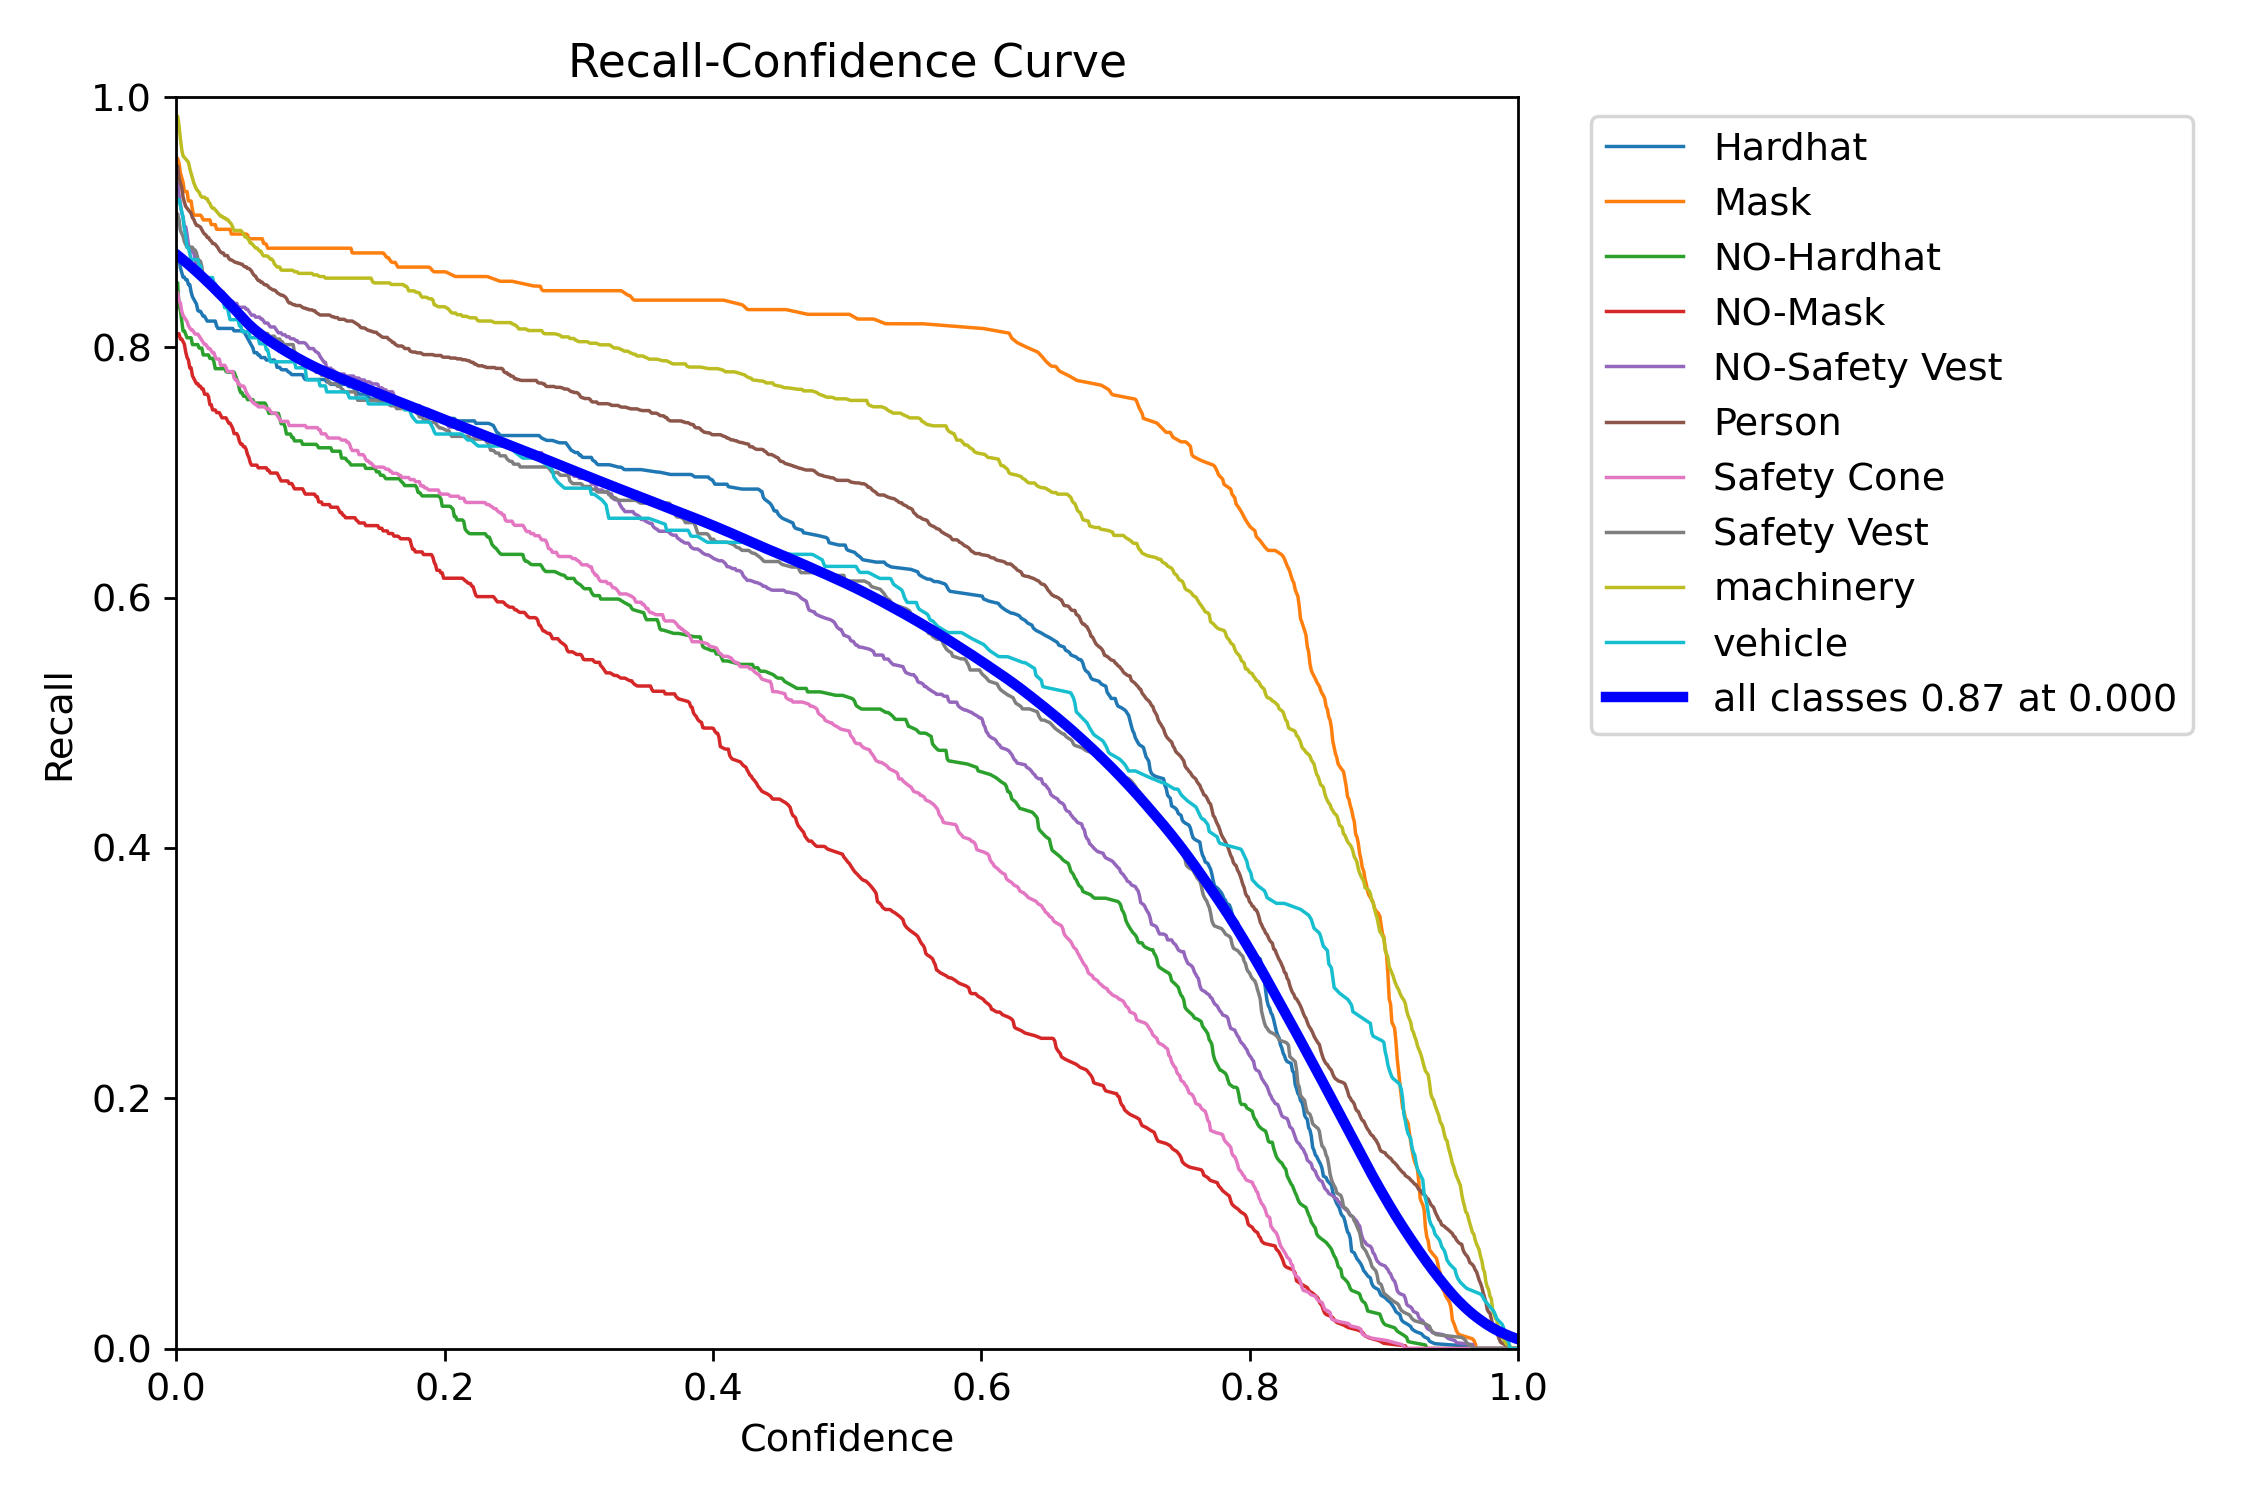 Recall-Confidence Curve
1.0
0.8
0.6
0.4
0.2
0.0
Recall
0.0 0.2 0.4 0.6 0.8 1.0
Confidence
Hardhat
Mask
NO-Hardhat
NO-Mask
NO-Safety Vest
Person
Safety Cone
Safety Vest
machinery
vehicle
all classes 0.87 at 0.000